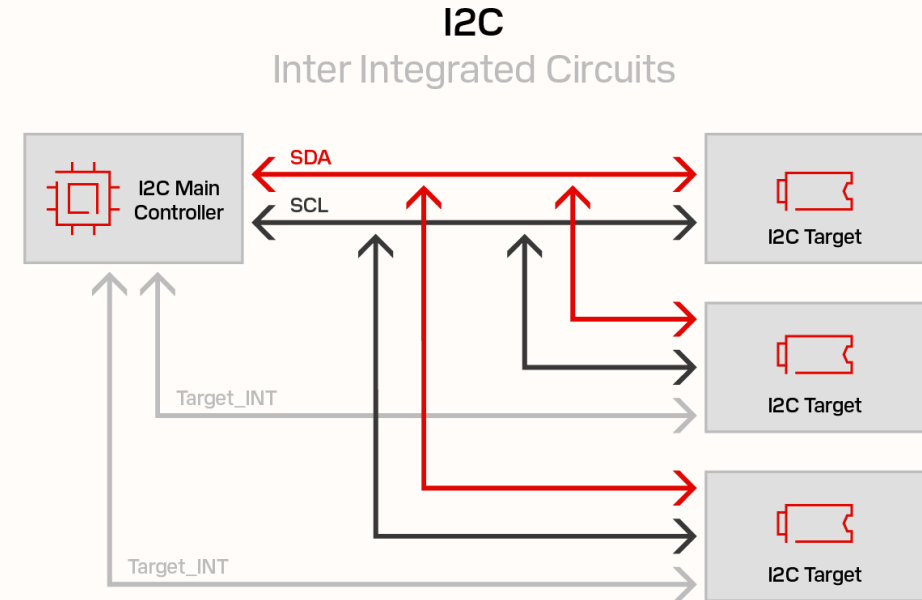 I2C
Inter Integrated Circuits
SDA
I2C Main
Controller
SCL
I2C Target
Target_INT
I2C Target
Target_INT
I2C Target